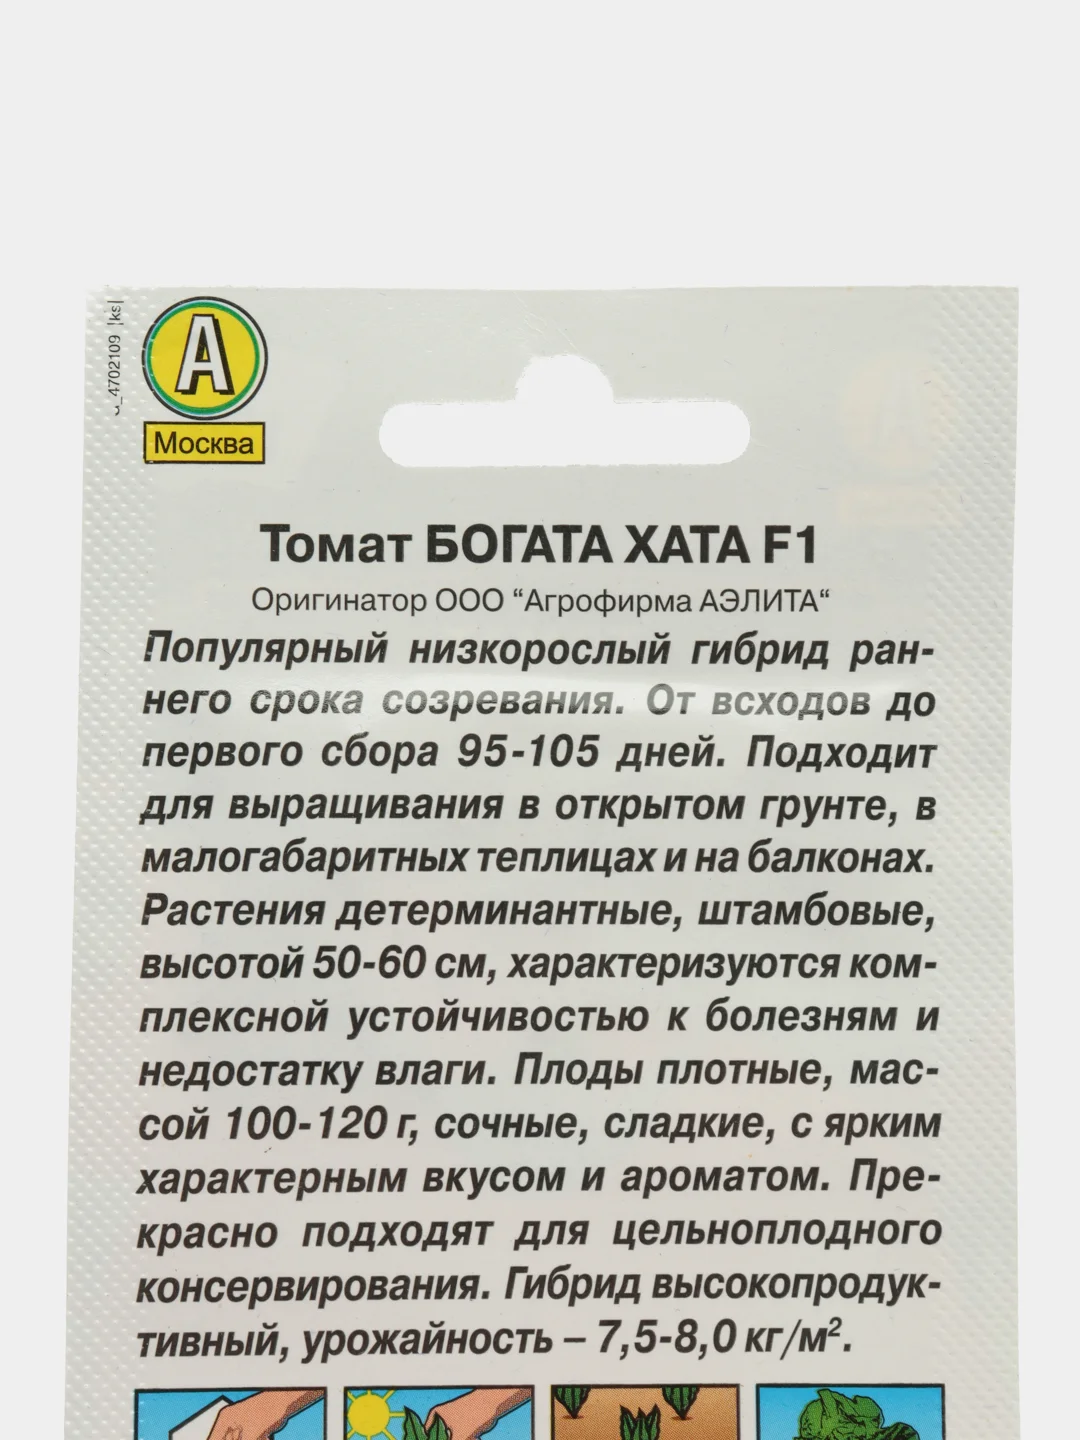 А
Москва
4702109 |ks|
Томат БОГАТА ХАТА F1
Оригинатор ООО “Агрофирма АЭЛИТА“
Популярный низкорослый гибрид ран-
него срока созревания. От всходов до
первого сбора 95-105 дней. Подходит
для выращивания в открытом грунте, в
малогабаритных теплицах и на балконах.
Растения детерминантные, штамбовые,
высотой 50-60 см, характеризуются ком-
плексной устойчивостью к болезням и
недостатку влаги. Плоды плотные, мас-
сой 100-120 г, сочные, сладкие, с ярким
характерным вкусом и ароматом. Пре-
красно подходят для цельноплодного
консервирования. Гибрид высокопродук-
тивный, урожайность – 7,5-8,0 кг/м².